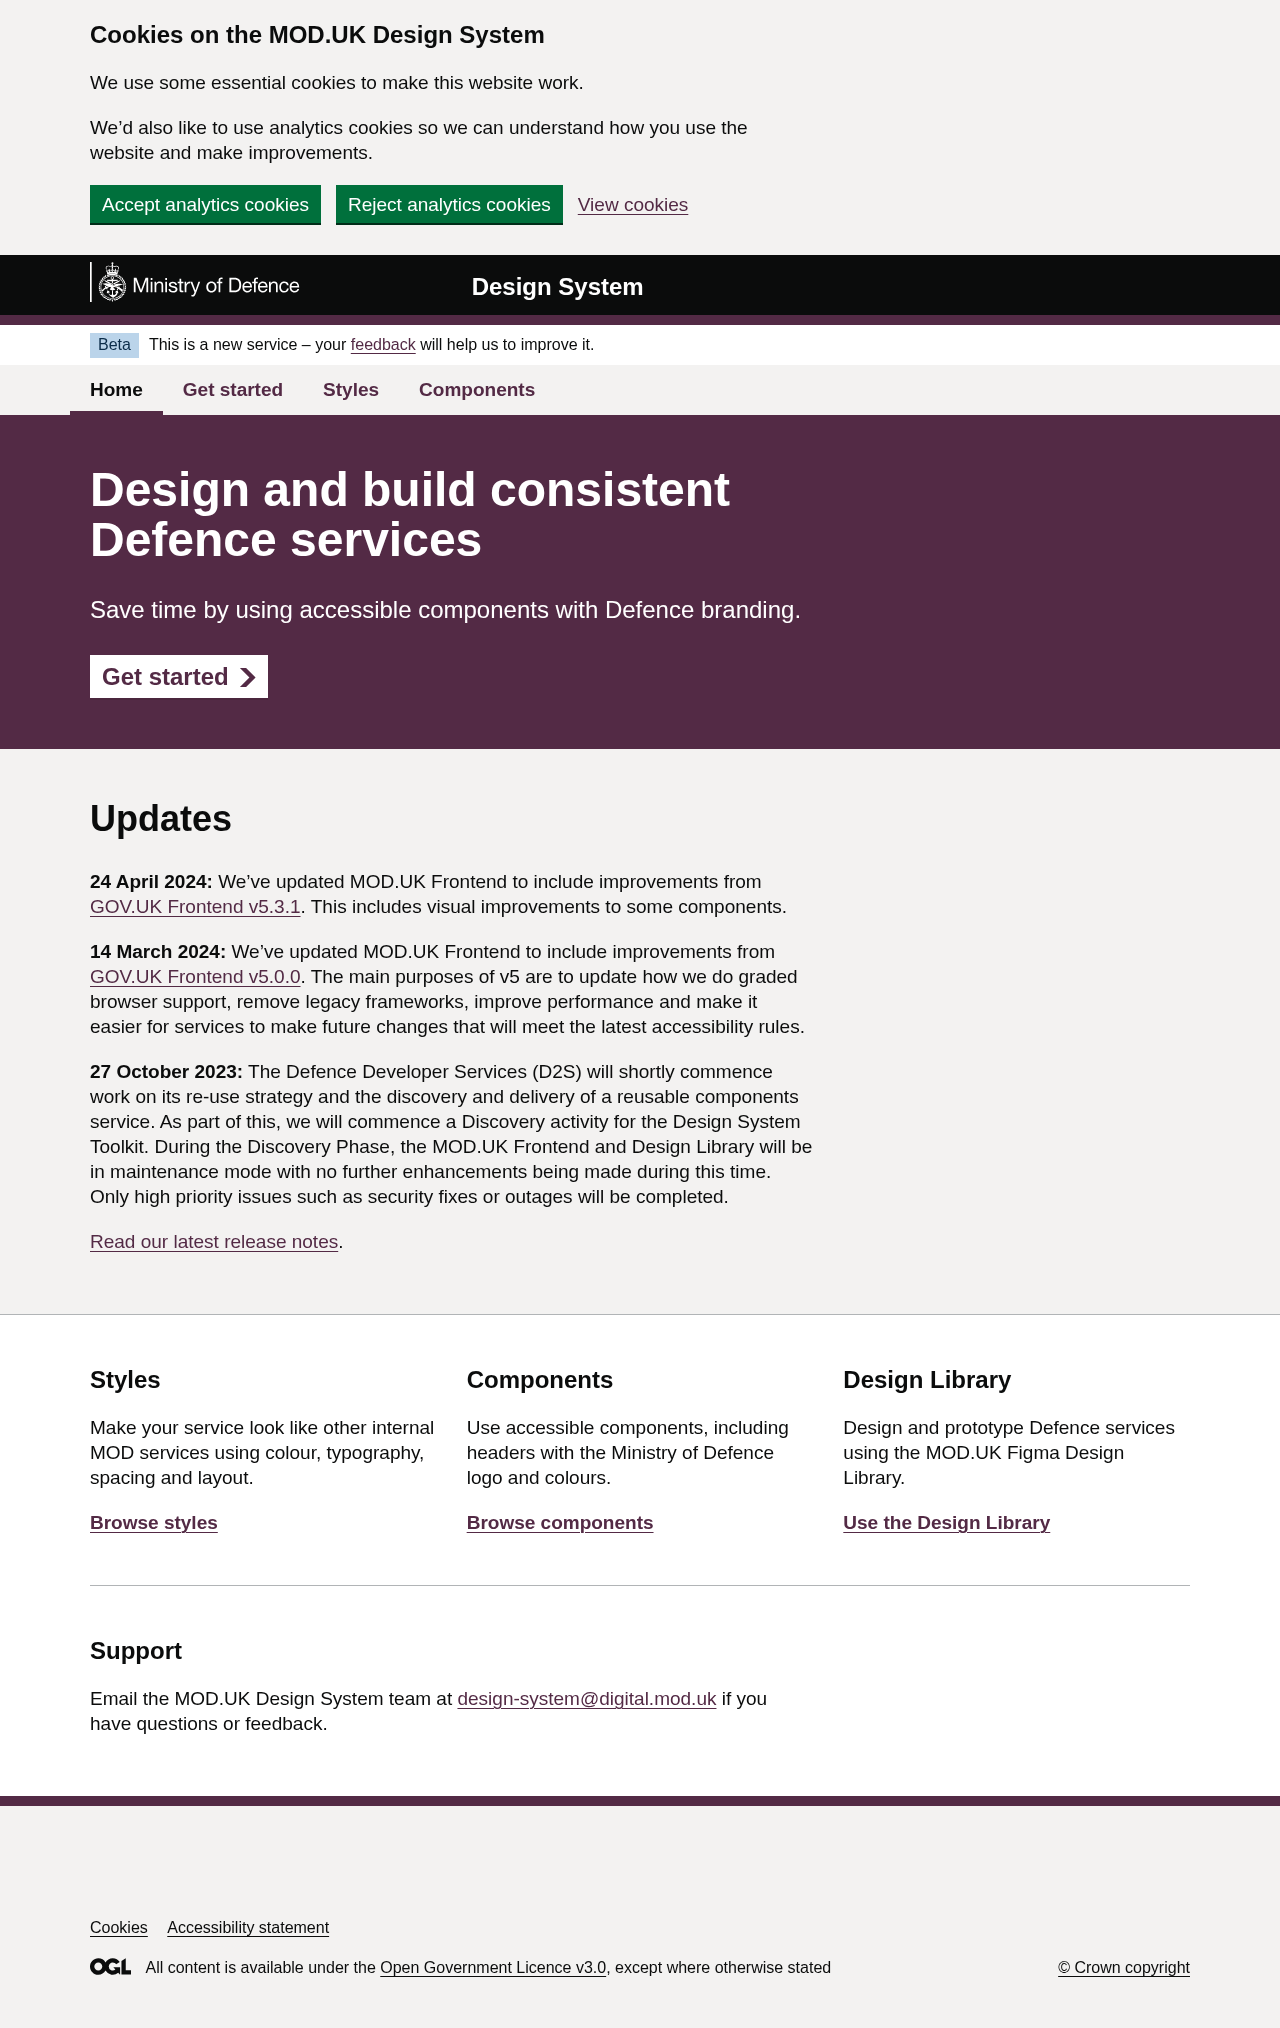 Cookies on the MOD.UK Design System
We use some essential cookies to make this website work.
We’d also like to use analytics cookies so we can understand how you use the
website and make improvements.
Accept analytics cookies
Reject analytics cookies
View cookies
Ministry of Defence
Design System
Beta
This is a new service – your feedback will help us to improve it.
Home
Get started
Styles
Components
Design and build consistent
Defence services
Save time by using accessible components with Defence branding.
Get started
Updates
24 April 2024: We’ve updated MOD.UK Frontend to include improvements from
GOV.UK Frontend v5.3.1. This includes visual improvements to some components.
14 March 2024: We’ve updated MOD.UK Frontend to include improvements from
GOV.UK Frontend v5.0.0. The main purposes of v5 are to update how we do graded
browser support, remove legacy frameworks, improve performance and make it
easier for services to make future changes that will meet the latest accessibility rules.
27 October 2023: The Defence Developer Services (D2S) will shortly commence
work on its re-use strategy and the discovery and delivery of a reusable components
service. As part of this, we will commence a Discovery activity for the Design System
Toolkit. During the Discovery Phase, the MOD.UK Frontend and Design Library will be
in maintenance mode with no further enhancements being made during this time.
Only high priority issues such as security fixes or outages will be completed.
Read our latest release notes.
Styles
Make your service look like other internal
MOD services using colour, typography,
spacing and layout.
Browse styles
Components
Use accessible components, including
headers with the Ministry of Defence
logo and colours.
Browse components
Design Library
Design and prototype Defence services
using the MOD.UK Figma Design
Library.
Use the Design Library
Support
Email the MOD.UK Design System team at design-system@digital.mod.uk if you
have questions or feedback.
Cookies
Accessibility statement
OGL
All content is available under the Open Government Licence v3.0, except where otherwise stated
© Crown copyright